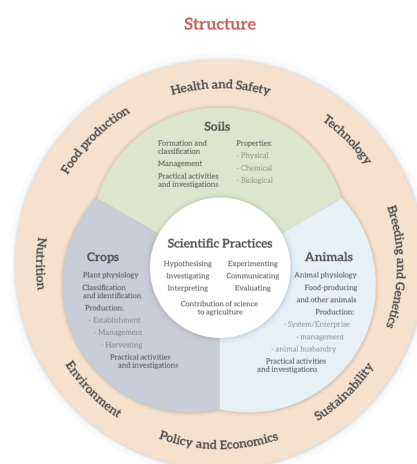 Structure
Health and Safety
Food production
Technology
Nutrition
Breeding and Genetics
Environment
Sustainability
Policy and Economics
Soils
Formation and
classification
Management
Practical activities
and investigations
Properties:
- Physical
- Chemical
- Biological
Scientific Practices
Hypothesising
Investigating
Interpreting
Experimenting
Communicating
Evaluating
Contribution of science
to agriculture
Crops
Plant physiology
Classification
and identification
Production:
- Establishment
- Management
- Harvesting
Practical activities
and investigations
Animals
Animal physiology
Food-producing
and other animals
Production:
- System/Enterprise
- management
- animal husbandry
Practical activities
and investigations